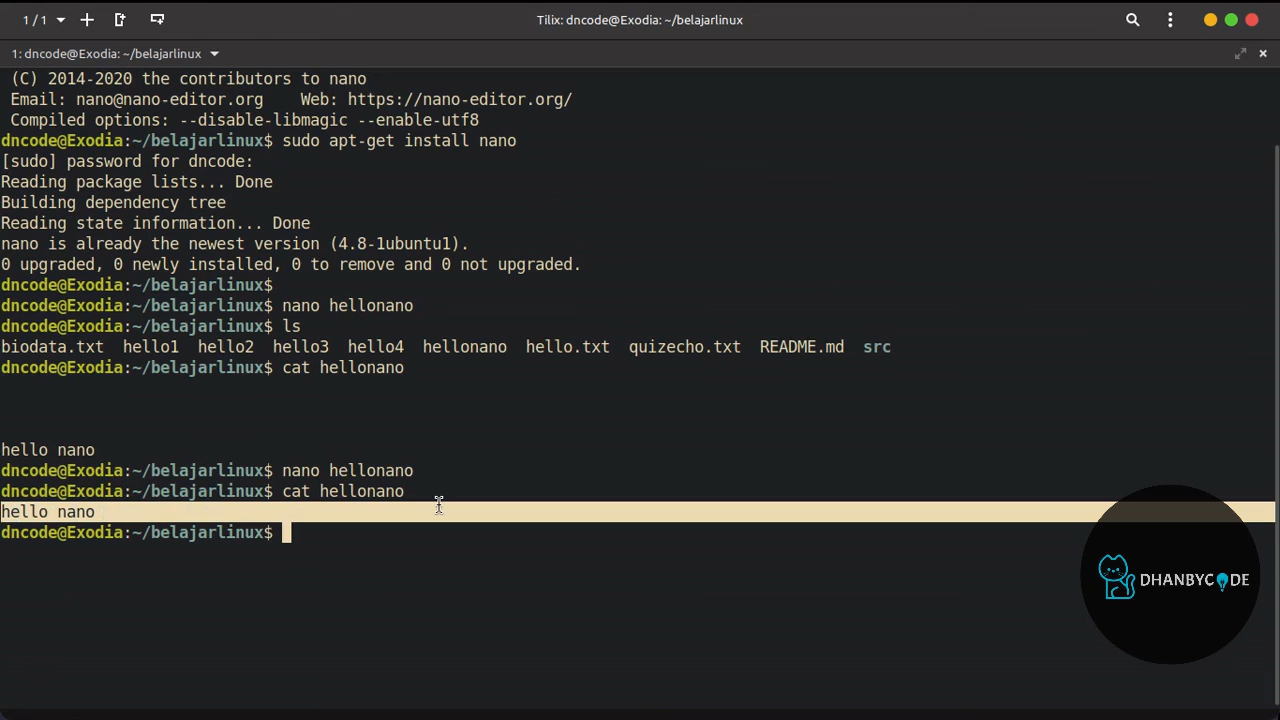 1 / 1
Tilix: dncode@Exodia: ~/belajarlinux
1: dncode@Exodia: ~/belajarlinux
(C) 2014-2020 the contributors to nano
Email: nano@nano-editor.org    Web: https://nano-editor.org/
Compiled options: --disable-libmagic --enable-utf8
dncode@Exodia:~/belajarlinux$ sudo apt-get install nano
[sudo] password for dncode:
Reading package lists... Done
Building dependency tree
Reading state information... Done
nano is already the newest version (4.8-1ubuntu1).
0 upgraded, 0 newly installed, 0 to remove and 0 not upgraded.
dncode@Exodia:~/belajarlinux$
dncode@Exodia:~/belajarlinux$ nano hellonano
dncode@Exodia:~/belajarlinux$ ls
biodata.txt  hello1  hello2  hello3  hello4  hellonano  hello.txt  quizecho.txt  README.md  src
dncode@Exodia:~/belajarlinux$ cat hellonano
hello nano
dncode@Exodia:~/belajarlinux$ nano hellonano
dncode@Exodia:~/belajarlinux$ cat hellonano
hello nano
dncode@Exodia:~/belajarlinux$
DHANBYCODE